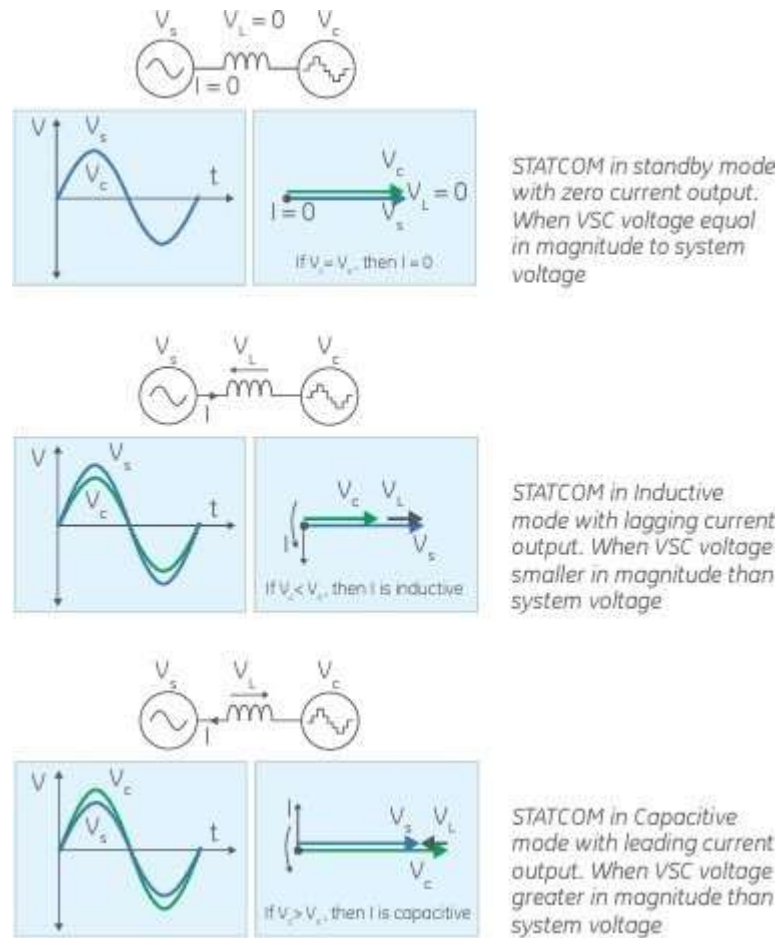 Vs VL = 0 Vc
I = 0
V Vs
Vc t
Vc
I = 0 VL = 0
Vs
If Vc = Vs, then I = 0
STATCOM in standby mode
with zero current output.
When VSC voltage equal
in magnitude to system
voltage
Vs VL Vc
I
V Vs
Vc t
Vc VL
I Vs
If Vc < Vs, then I is inductive
STATCOM in Inductive
mode with lagging current
output. When VSC voltage
smaller in magnitude than
system voltage
Vs VL Vc
I
V Vc
Vs t
I
Vs VL
Vc
If Vc > Vs, then I is capacitive
STATCOM in Capacitive
mode with leading current
output. When VSC voltage
greater in magnitude than
system voltage